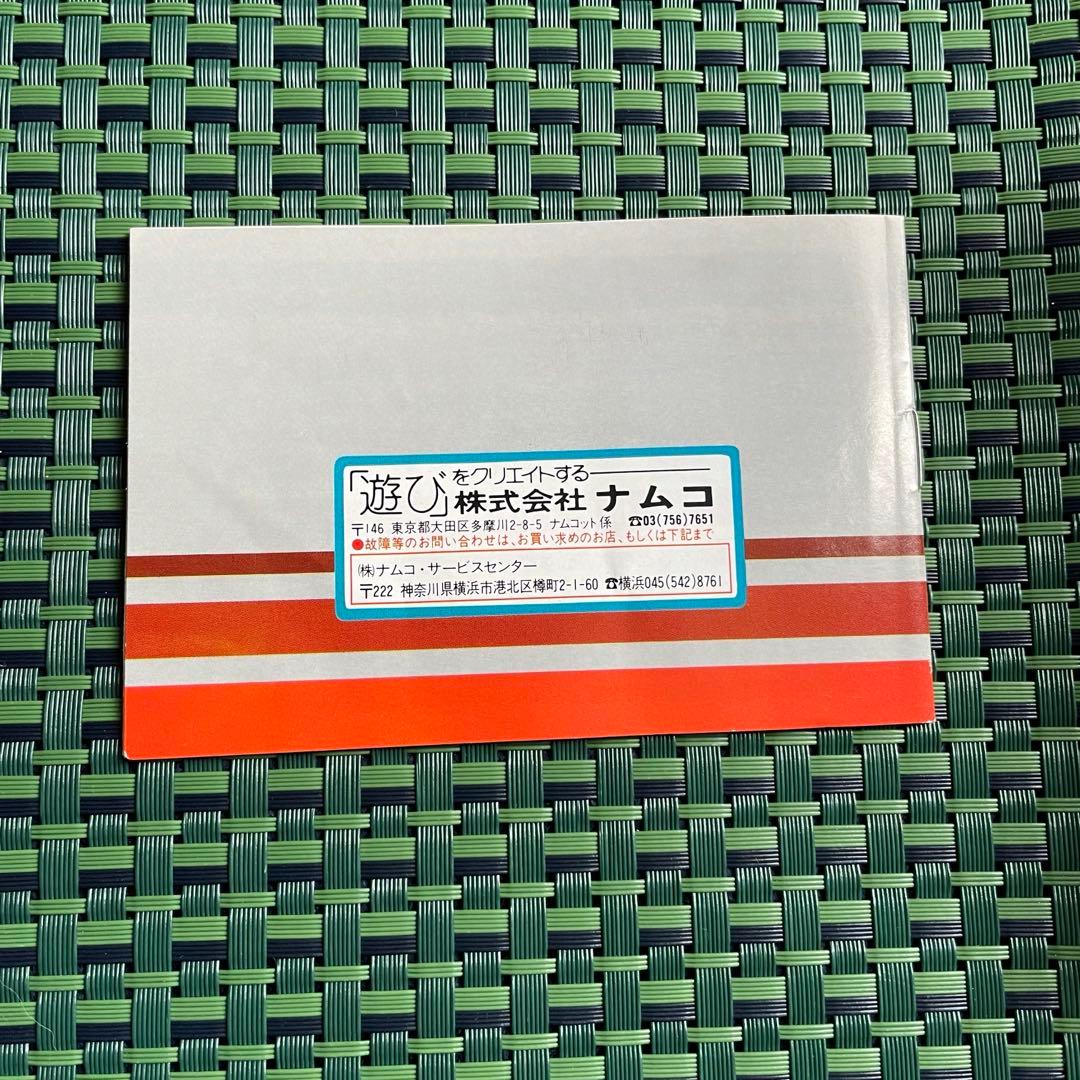 「遊び」をクリエイトする
株式会社 ナムコ
〒146 東京都大田区多摩川2-8-5 ナムコット係 ☎03(756)7651
●故障等のお問い合わせは、お買い求めのお店、もしくは下記まで
(株)ナムコ・サービスセンター
〒222 神奈川県横浜市港北区樽町2-1-60 ☎横浜045(542)8761